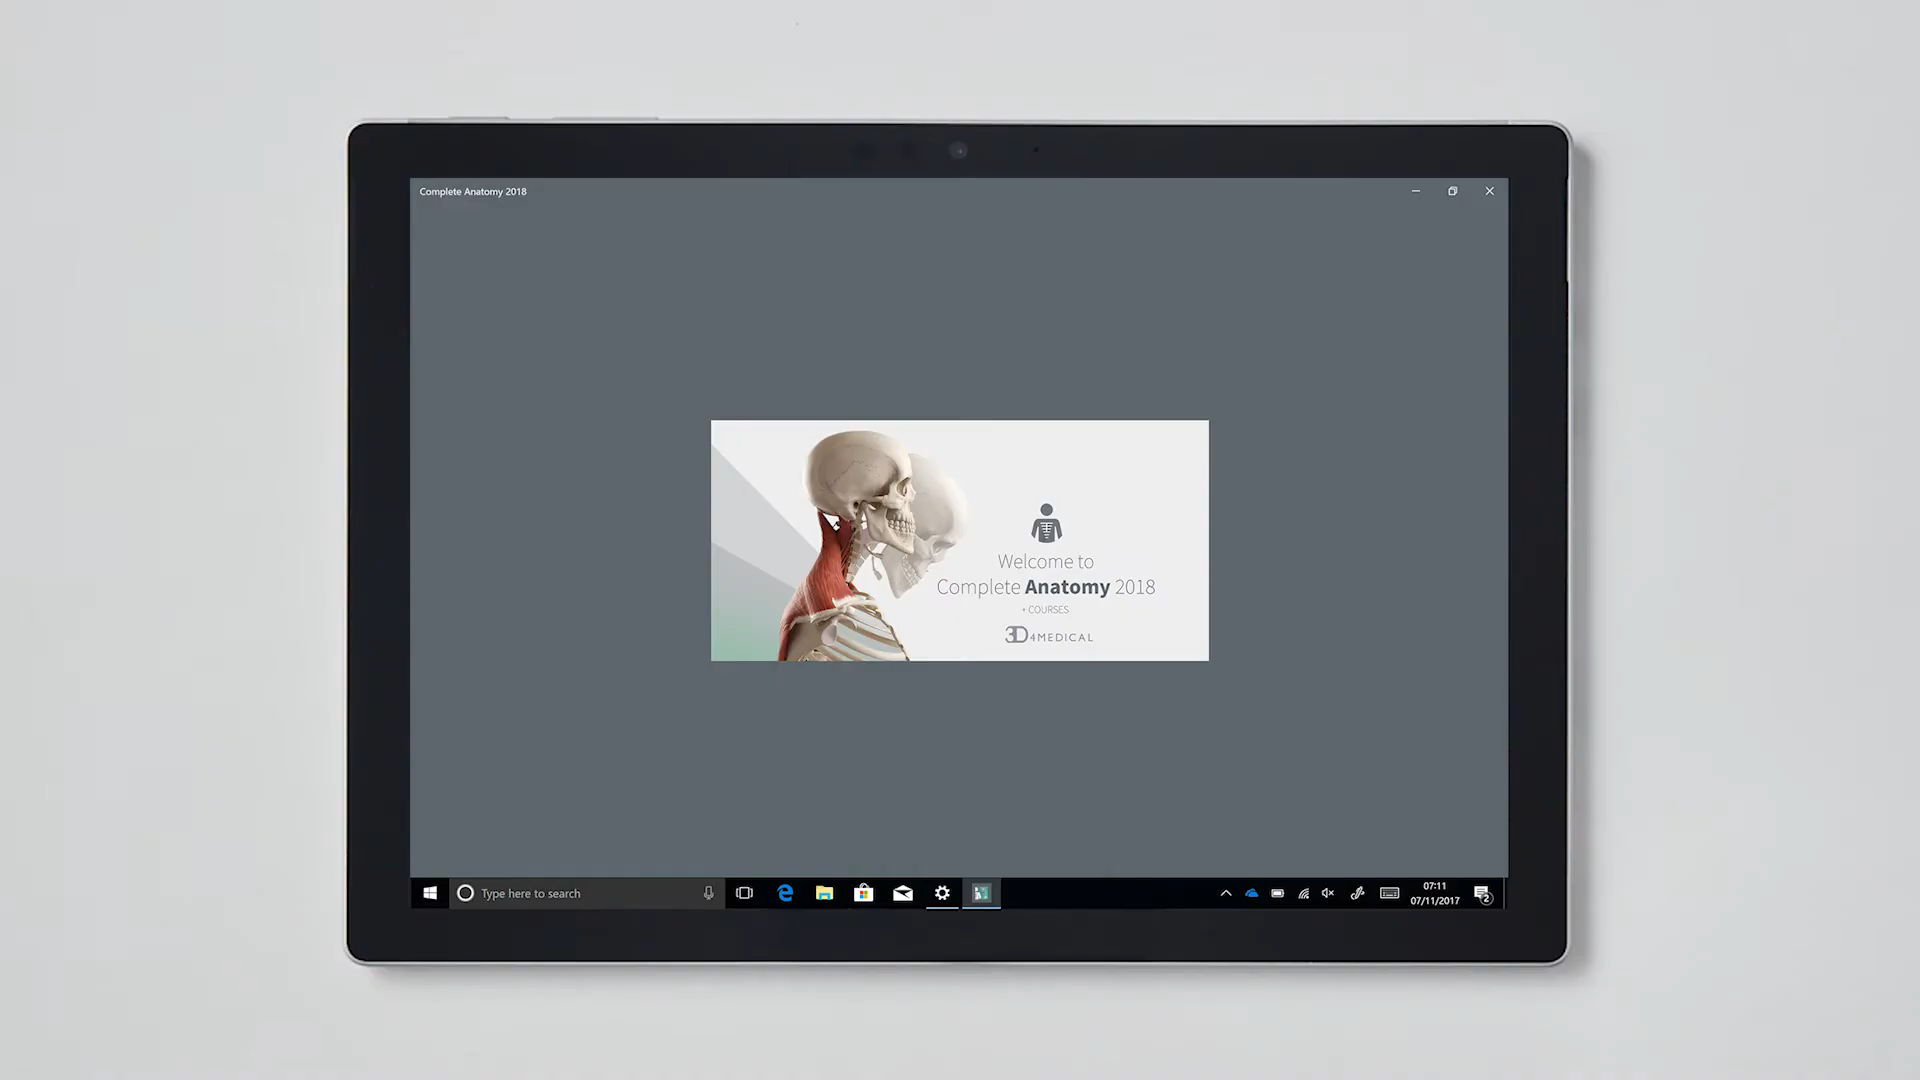 Complete Anatomy 2018
Welcome to
Complete Anatomy 2018
+ COURSES
3D4MEDICAL
Type here to search
07:11
07/11/2017
2